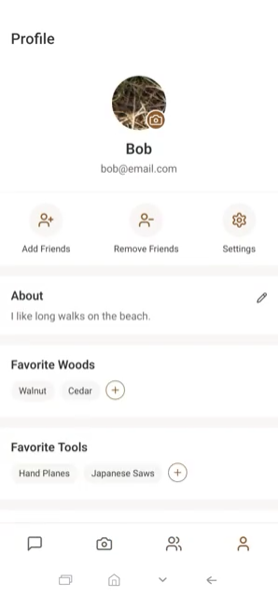 Profile
Bob
bob@email.com
Add Friends
Remove Friends
Settings
About
I like long walks on the beach.
Favorite Woods
Walnut
Cedar
Favorite Tools
Hand Planes
Japanese Saws